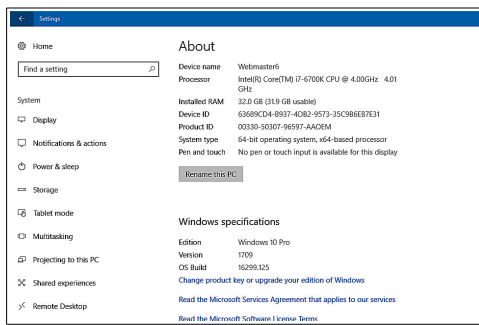 Settings
Home
Find a setting
System
Display
Notifications & actions
Power & sleep
Storage
Tablet mode
Multitasking
Projecting to this PC
Shared experiences
Remote Desktop
About
Device name Webmaster6
Processor Intel(R) Core(TM) i7-6700K CPU @ 4.00GHz 4.01
GHz
Installed RAM 32.0 GB (31.9 GB usable)
Device ID 63689CD4-8937-4DB2-9573-35C9B6EB7E31
Product ID 00330-50307-96597-AAOEM
System type 64-bit operating system, x64-based processor
Pen and touch No pen or touch input is available for this display
Rename this PC
Windows specifications
Edition Windows 10 Pro
Version 1709
OS Build 16299.125
Change product key or upgrade your edition of Windows
Read the Microsoft Services Agreement that applies to our services
Read the Microsoft Software License Terms